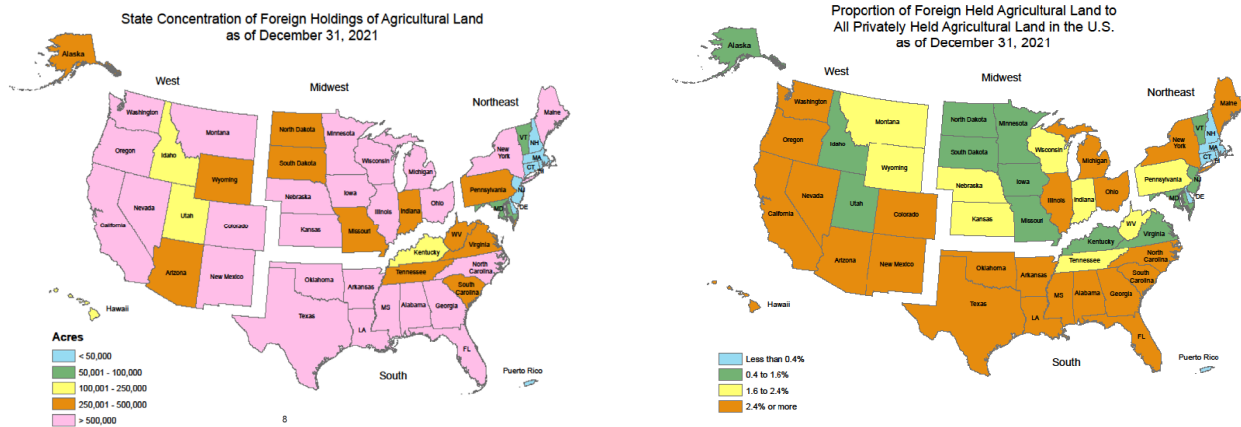 State Concentration of Foreign Holdings of Agricultural Land
as of December 31, 2021
Alaska
West
Midwest
Northeast
Washington
Montana
North Dakota
Minnesota
Maine
VT
NH
Oregon
Idaho
South Dakota
Wisconsin
New
York
MA
CT
RI
Wyoming
Michigan
Nebraska
Iowa
Pennsylvania
NJ
Nevada
Utah
Illinois
Indiana
Ohio
MD
DE
California
Colorado
Kansas
Missouri
WV
Virginia
Kentucky
Arizona
New Mexico
Oklahoma
Arkansas
Tennessee
North
Carolina
South
Carolina
Texas
LA
MS
Alabama
Georgia
FL
Hawaii
South
Puerto Rico
Acres
< 50,000
50,001 - 100,000
100,001 - 250,000
250,001 - 500,000
> 500,000
8
Proportion of Foreign Held Agricultural Land to
All Privately Held Agricultural Land in the U.S.
as of December 31, 2021
Alaska
West
Midwest
Northeast
Washington
Montana
North Dakota
Minnesota
Maine
VT
NH
Oregon
Idaho
South Dakota
Wisconsin
New
York
MA
CT
Wyoming
Michigan
Nebraska
Iowa
Pennsylvania
NJ
Nevada
Utah
Illinois
Indiana
Ohio
MD
DE
California
Colorado
Kansas
Missouri
WV
Virginia
Kentucky
Arizona
New Mexico
Oklahoma
Arkansas
Tennessee
North
Carolina
South
Carolina
Texas
LA
MS
Alabama
Georgia
FL
Hawaii
South
Puerto Rico
Less than 0.4%
0.4 to 1.6%
1.6 to 2.4%
2.4% or more